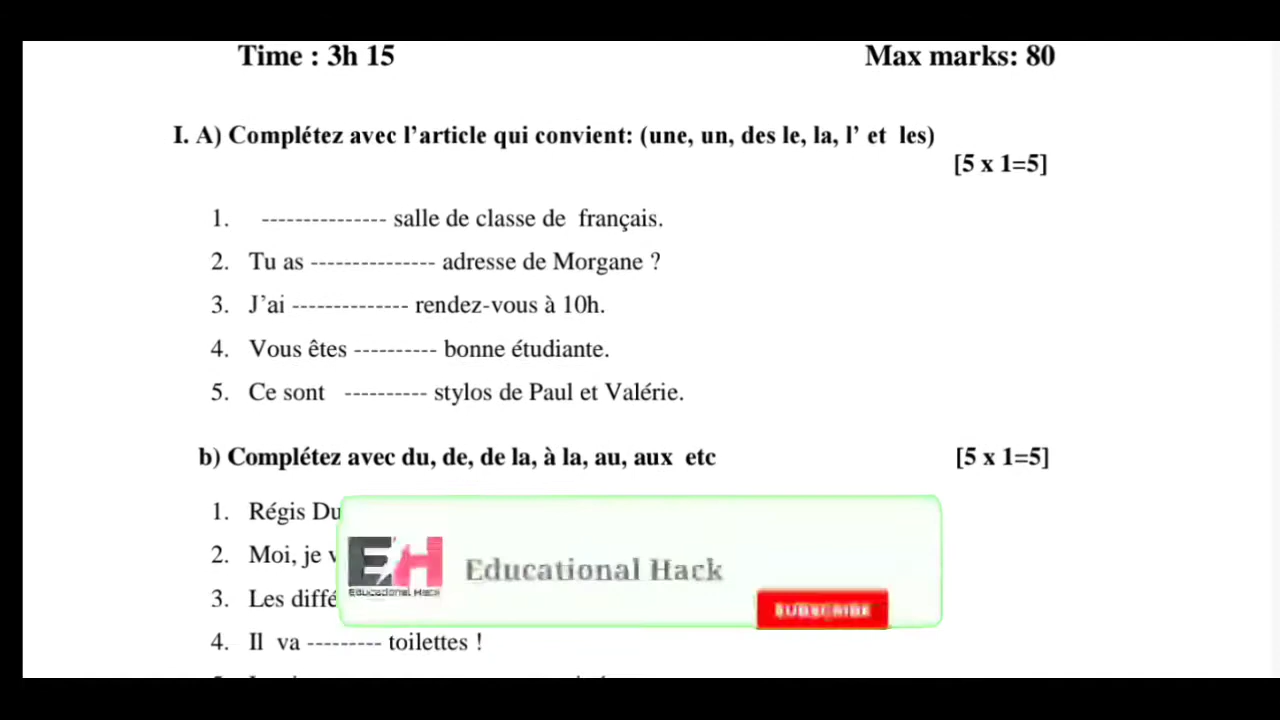 Time : 3h 15 Max marks: 80
I. A) Complétez avec l’article qui convient: (une, un, des le, la, l’ et les)
[5 x 1=5]
1. --------------- salle de classe de français.
2. Tu as --------------- adresse de Morgane ?
3. J’ai -------------- rendez-vous à 10h.
4. Vous êtes ---------- bonne étudiante.
5. Ce sont ---------- stylos de Paul et Valérie.
b) Complétez avec du, de, de la, à la, au, aux etc [5 x 1=5]
1. Régis
2. Moi, je
3. Les
EH Educational Hack
Educational Hack
SUBSCRIBE
4. Il va --------- toilettes !